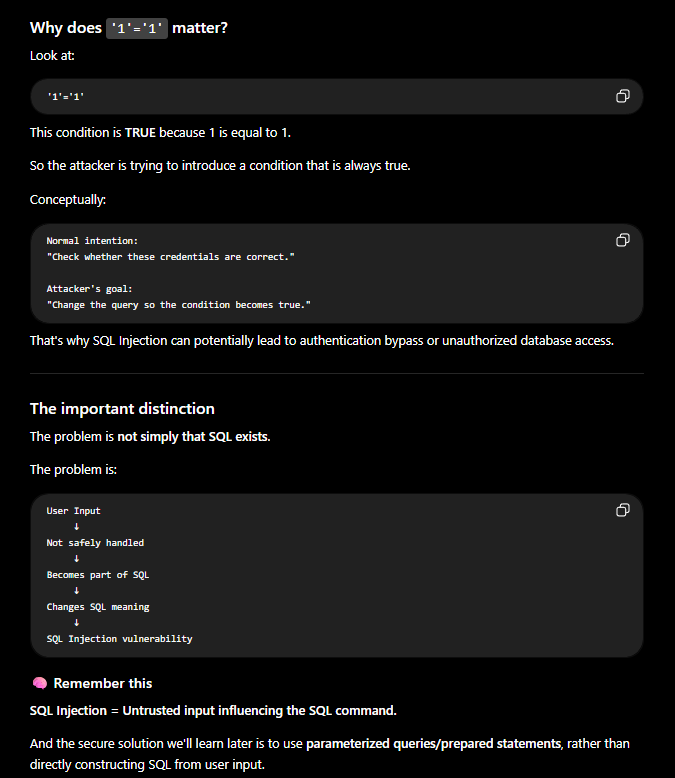 Why does '1'='1' matter?
Look at:
'1'='1'
This condition is TRUE because 1 is equal to 1.
So the attacker is trying to introduce a condition that is always true.
Conceptually:
Normal intention:
"Check whether these credentials are correct."
Attacker's goal:
"Change the query so the condition becomes true."
That's why SQL Injection can potentially lead to authentication bypass or unauthorized database access.
The important distinction
The problem is not simply that SQL exists.
The problem is:
User Input
↓
Not safely handled
↓
Becomes part of SQL
↓
Changes SQL meaning
↓
SQL Injection vulnerability
🧠 Remember this
SQL Injection = Untrusted input influencing the SQL command.
And the secure solution we'll learn later is to use parameterized queries/prepared statements, rather than
directly constructing SQL from user input.